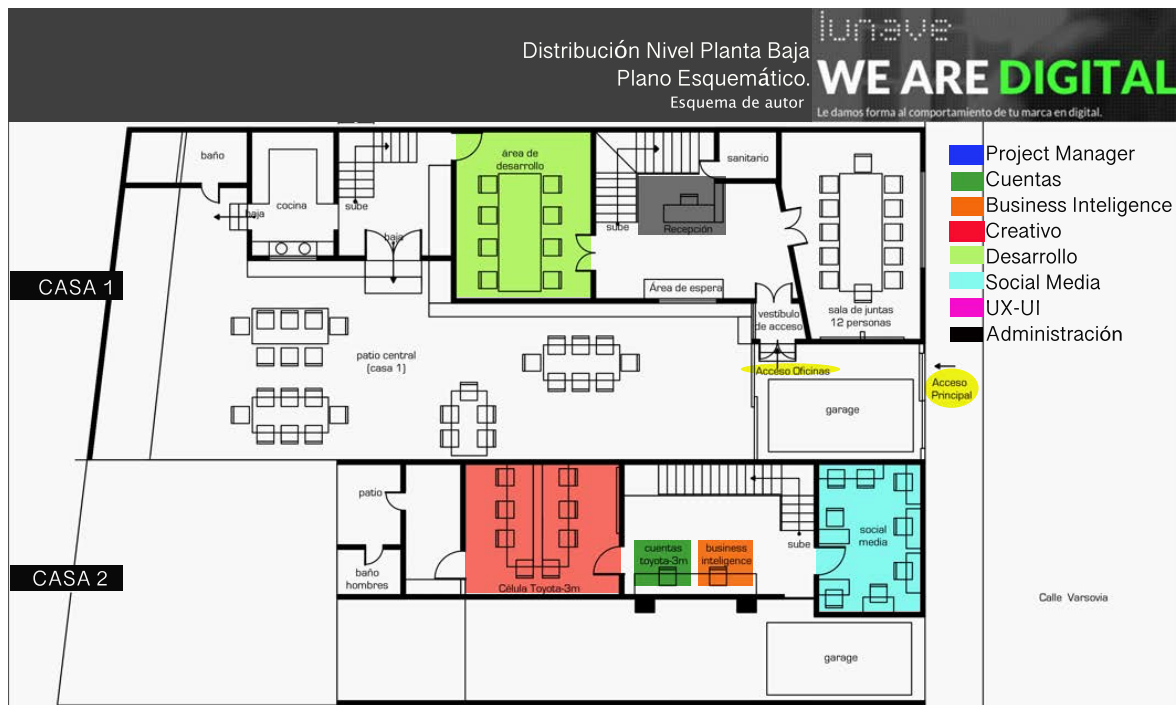 Distribución Nivel Planta Baja
Plano Esquemático.
Esquema de autor
lunave
WE ARE DIGITAL
Le damos forma al comportamiento de tu marca en digital.
Project Manager
Cuentas
Business Inteligence
Creativo
Desarrollo
Social Media
UX-UI
Administración
CASA 1
baño
baja
cocina
sube
baja
área de
desarrollo
sube
Recepción
sanitario
Área de espera
vestíbulo
de acceso
sala de juntas
12 personas
patio central
(casa 1)
Acceso Oficinas
garage
Acceso
Principal
CASA 2
patio
baño
hombres
Célula Toyota-3m
cuentas
toyota-3m
business
inteligence
sube
social
media
garage
Calle Varsovia